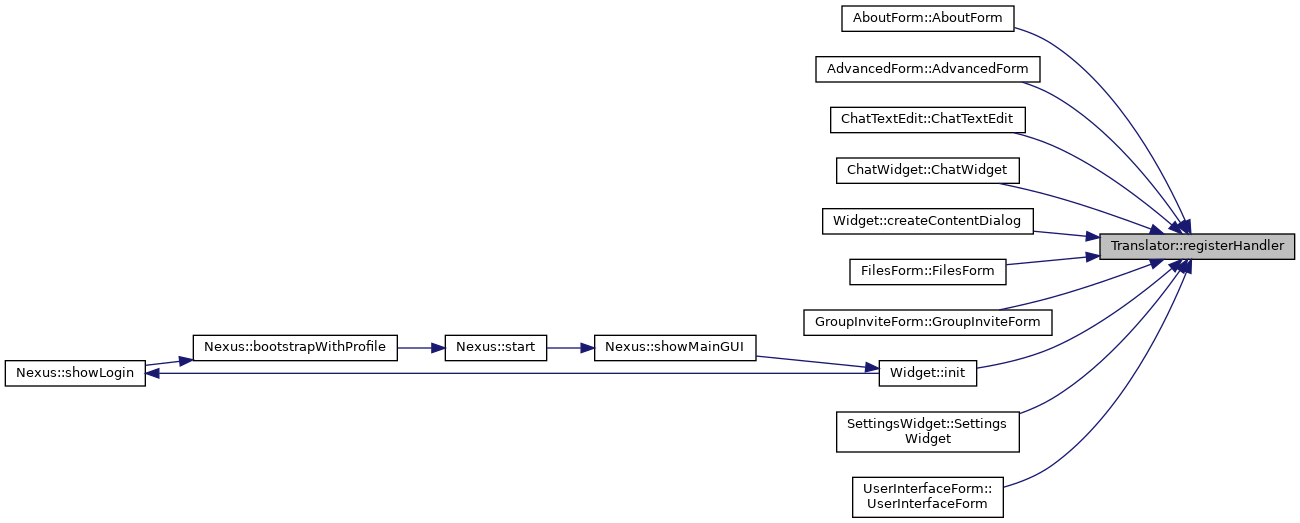 AboutForm::AboutForm
AdvancedForm::AdvancedForm
ChatTextEdit::ChatTextEdit
ChatWidget::ChatWidget
Widget::createContentDialog
Translator::registerHandler
FilesForm::FilesForm
GroupInviteForm::GroupInviteForm
Nexus::bootstrapWithProfile
Nexus::start
Nexus::showMainGUI
Nexus::showLogin
Widget::init
SettingsWidget::Settings
Widget
UserInterfaceForm::
UserInterfaceForm